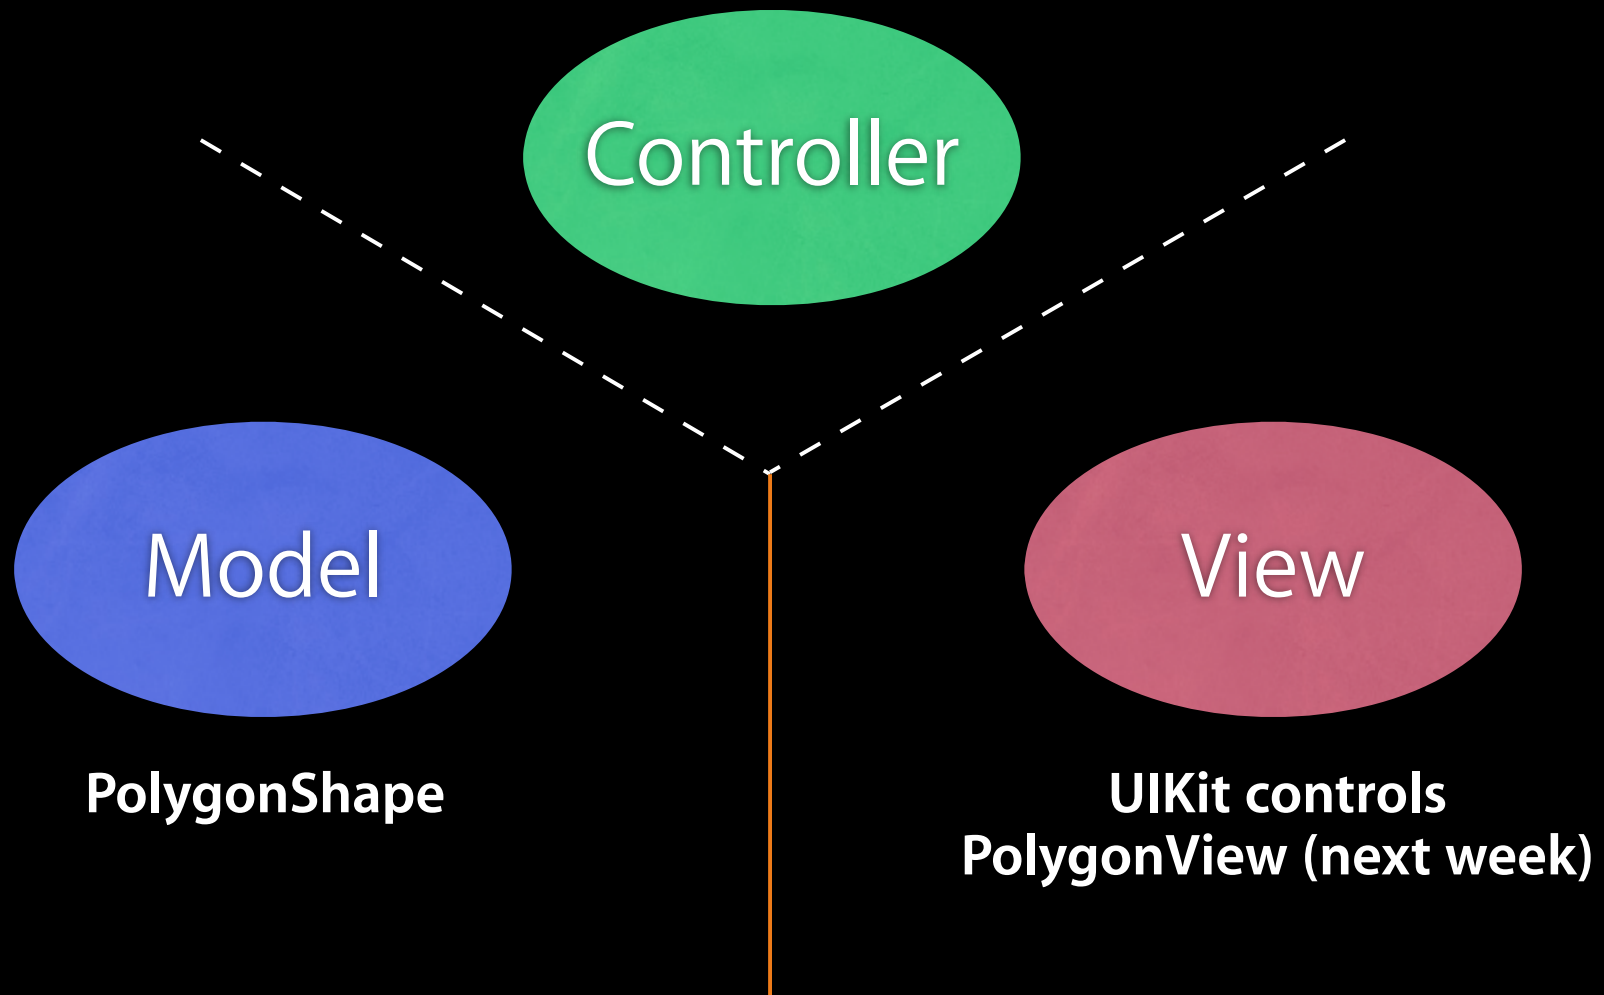 Controller
Model
View
PolygonShape
UIKit controls
PolygonView (next week)